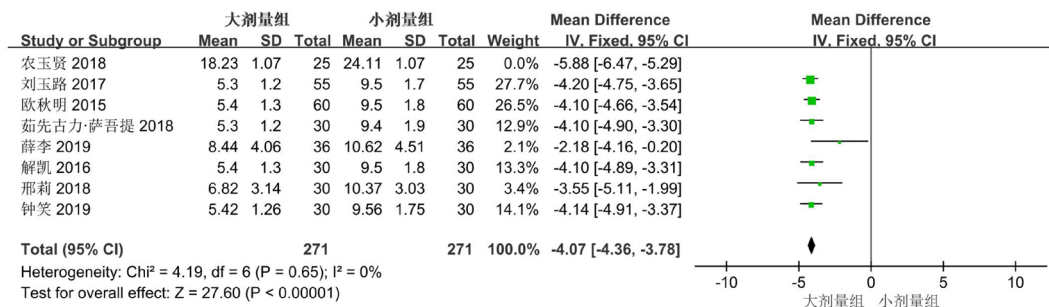 大剂量组 小剂量组 Mean Difference Mean Difference
Study or Subgroup Mean SD Total Mean SD Total Weight IV, Fixed, 95% CI IV, Fixed, 95% CI
农玉贤 2018 18.23 1.07 25 24.11 1.07 25 0.0% -5.88 [-6.47, -5.29]
刘玉路 2017 5.3 1.2 55 9.5 1.7 55 27.7% -4.20 [-4.75, -3.65]
欧秋明 2015 5.4 1.3 60 9.5 1.8 60 26.5% -4.10 [-4.66, -3.54]
茹先古力·萨吾提 2018 5.3 1.2 30 9.4 1.9 30 12.9% -4.10 [-4.90, -3.30]
薛李 2019 8.44 4.06 36 10.62 4.51 36 2.1% -2.18 [-4.16, -0.20]
解凯 2016 5.4 1.3 30 9.5 1.8 30 13.3% -4.10 [-4.89, -3.31]
邢莉 2018 6.82 3.14 30 10.37 3.03 30 3.4% -3.55 [-5.11, -1.99]
钟笑 2019 5.42 1.26 30 9.56 1.75 30 14.1% -4.14 [-4.91, -3.37]
Total (95% CI) 271 271 100.0% -4.07 [-4.36, -3.78]
Heterogeneity: Chi² = 4.19, df = 6 (P = 0.65); I² = 0%
Test for overall effect: Z = 27.60 (P < 0.00001)
-10 -5 0 5 10
大剂量组 小剂量组